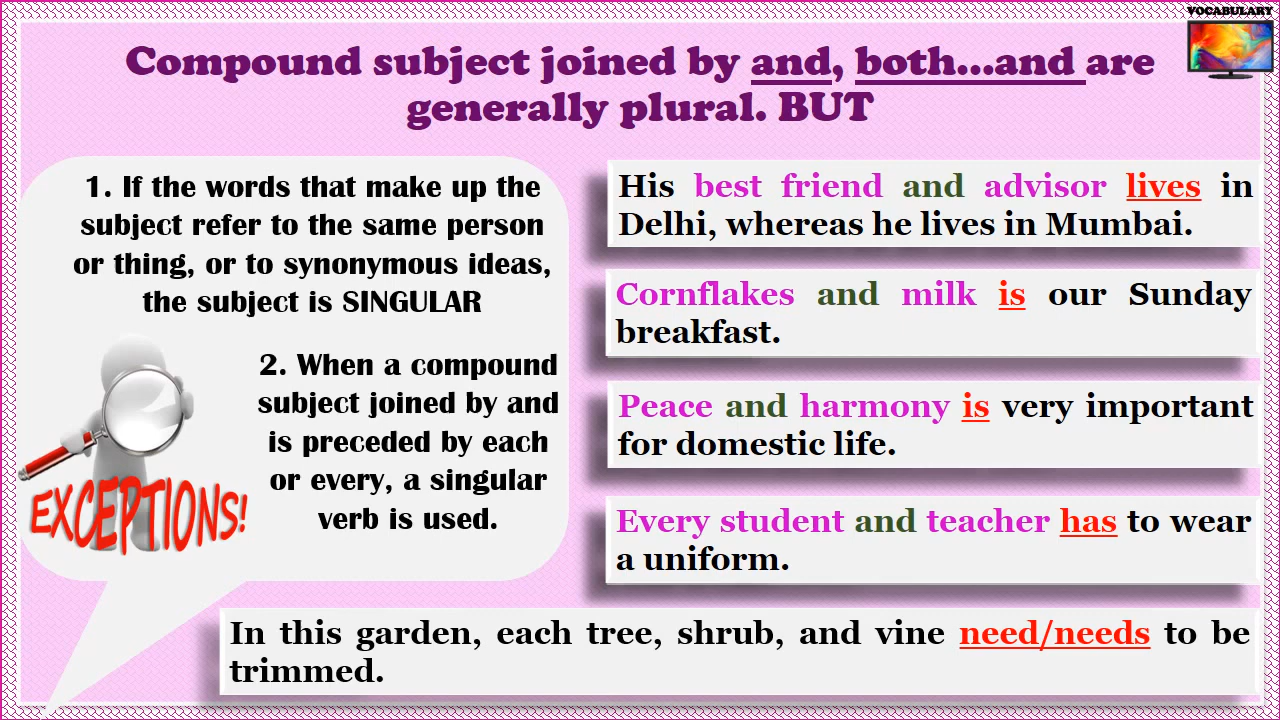 VOCABULARY
Compound subject joined by and, both...and are
generally plural. BUT
1. If the words that make up the
subject refer to the same person
or thing, or to synonymous ideas,
the subject is SINGULAR
2. When a compound
subject joined by and
is preceded by each
or every, a singular
verb is used.
EXCEPTIONS!
His best friend and advisor lives in
Delhi, whereas he lives in Mumbai.
Cornflakes and milk is our Sunday
breakfast.
Peace and harmony is very important
for domestic life.
Every student and teacher has to wear
a uniform.
In this garden, each tree, shrub, and vine need/needs to be
trimmed.